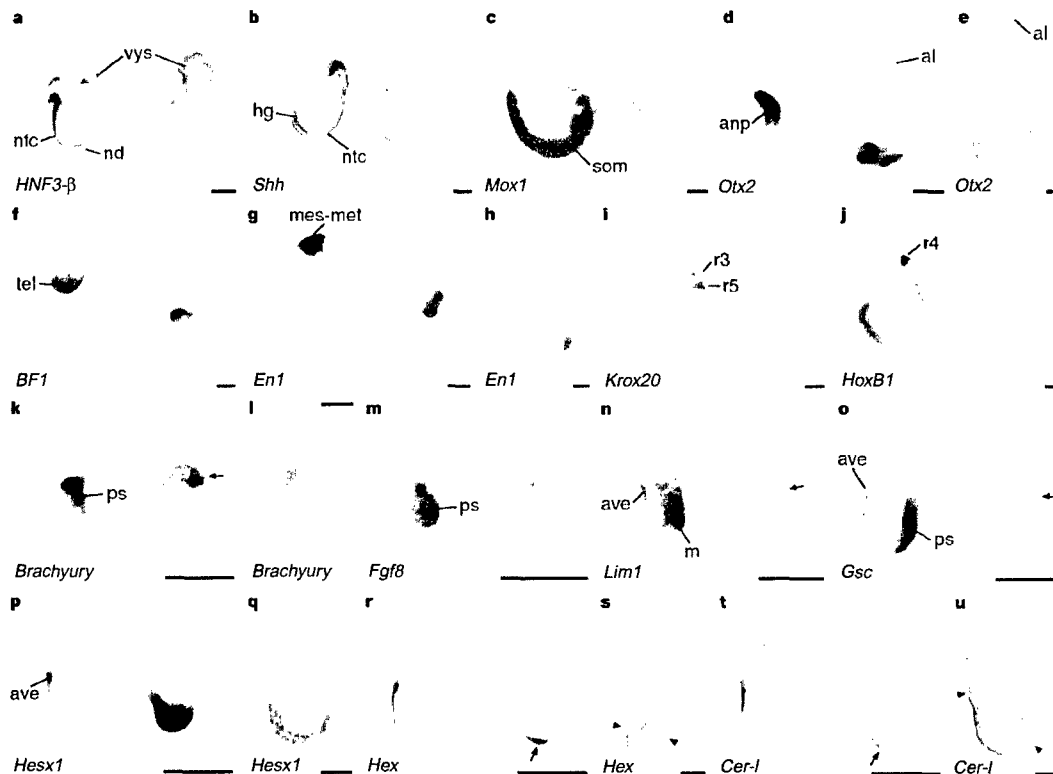 a b c d e
vys al al
hg anp
ntc nd ntc som
HNF3-β Shh Mox1 Otx2 Otx2
f g h i j
mes-met r4
tel r3
r5
BF1 En1 En1 Krox20 HoxB1
k l m n o
ave
ps ps ave ps
m
Brachyury Brachyury Fgf8 Lim1 Gsc
p q r s t u
ave
Hesx1 Hesx1 Hex Hex Cer-l Cer-l